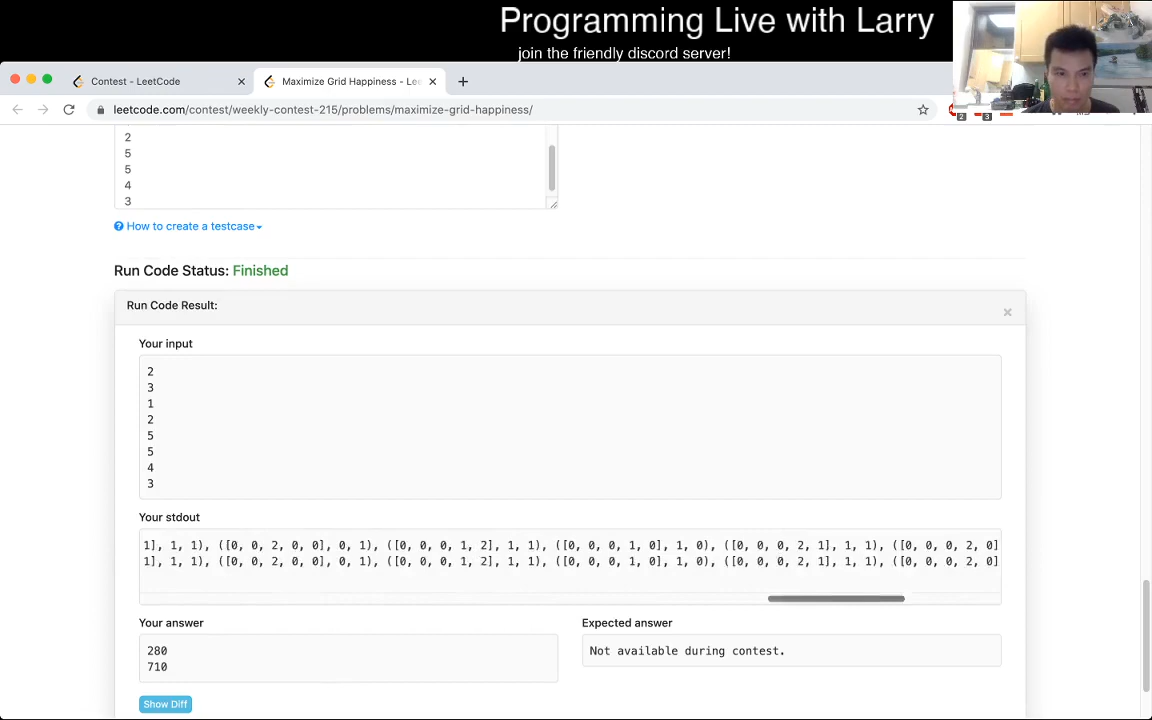 Programming Live with Larry
join the friendly discord server!
Contest - LeetCode
Maximize Grid Happiness - Lee
leetcode.com/contest/weekly-contest-215/problems/maximize-grid-happiness/
2
3
2
5
5
4
3
How to create a testcase
Run Code Status: Finished
Run Code Result:
Your input
2
3
1
2
5
5
4
3
Your stdout
1], 1, 1), ([0, 0, 2, 0, 0], 0, 1), ([0, 0, 0, 1, 2], 1, 1), ([0, 0, 0, 1, 0], 1, 0), ([0, 0, 0, 2, 1], 1, 1), ([0, 0, 0, 2, 0]
1], 1, 1), ([0, 0, 2, 0, 0], 0, 1), ([0, 0, 0, 1, 2], 1, 1), ([0, 0, 0, 1, 0], 1, 0), ([0, 0, 0, 2, 1], 1, 1), ([0, 0, 0, 2, 0]
Your answer
280
710
Expected answer
Not available during contest.
Show Diff